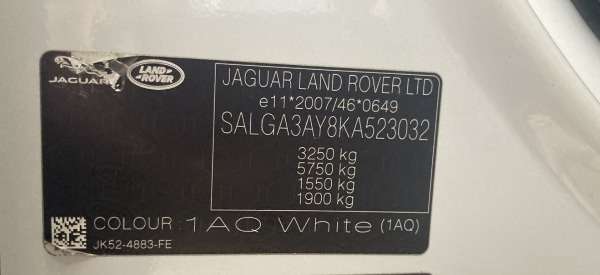 JAGUAR
LAND
ROVER
JAGUAR LAND ROVER LTD
e11*2007/46*0649
SALGA3AY8KA523032
3250 kg
5750 kg
1550 kg
1900 kg
COLOUR : 1AQ White (1AQ)
JK52-4883-FE